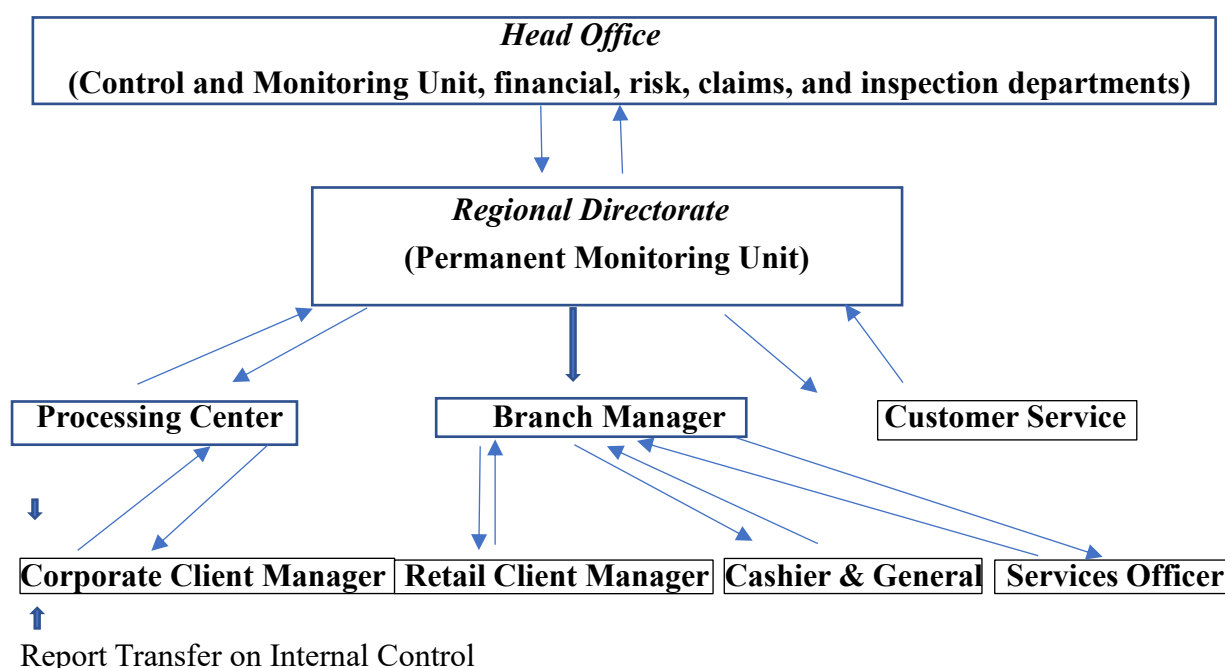 Head Office
(Control and Monitoring Unit, financial, risk, claims, and inspection departments)
Regional Directorate
(Permanent Monitoring Unit)
Processing Center
Branch Manager
Customer Service
Corporate Client Manager
Retail Client Manager
Cashier & General
Services Officer
Report Transfer on Internal Control